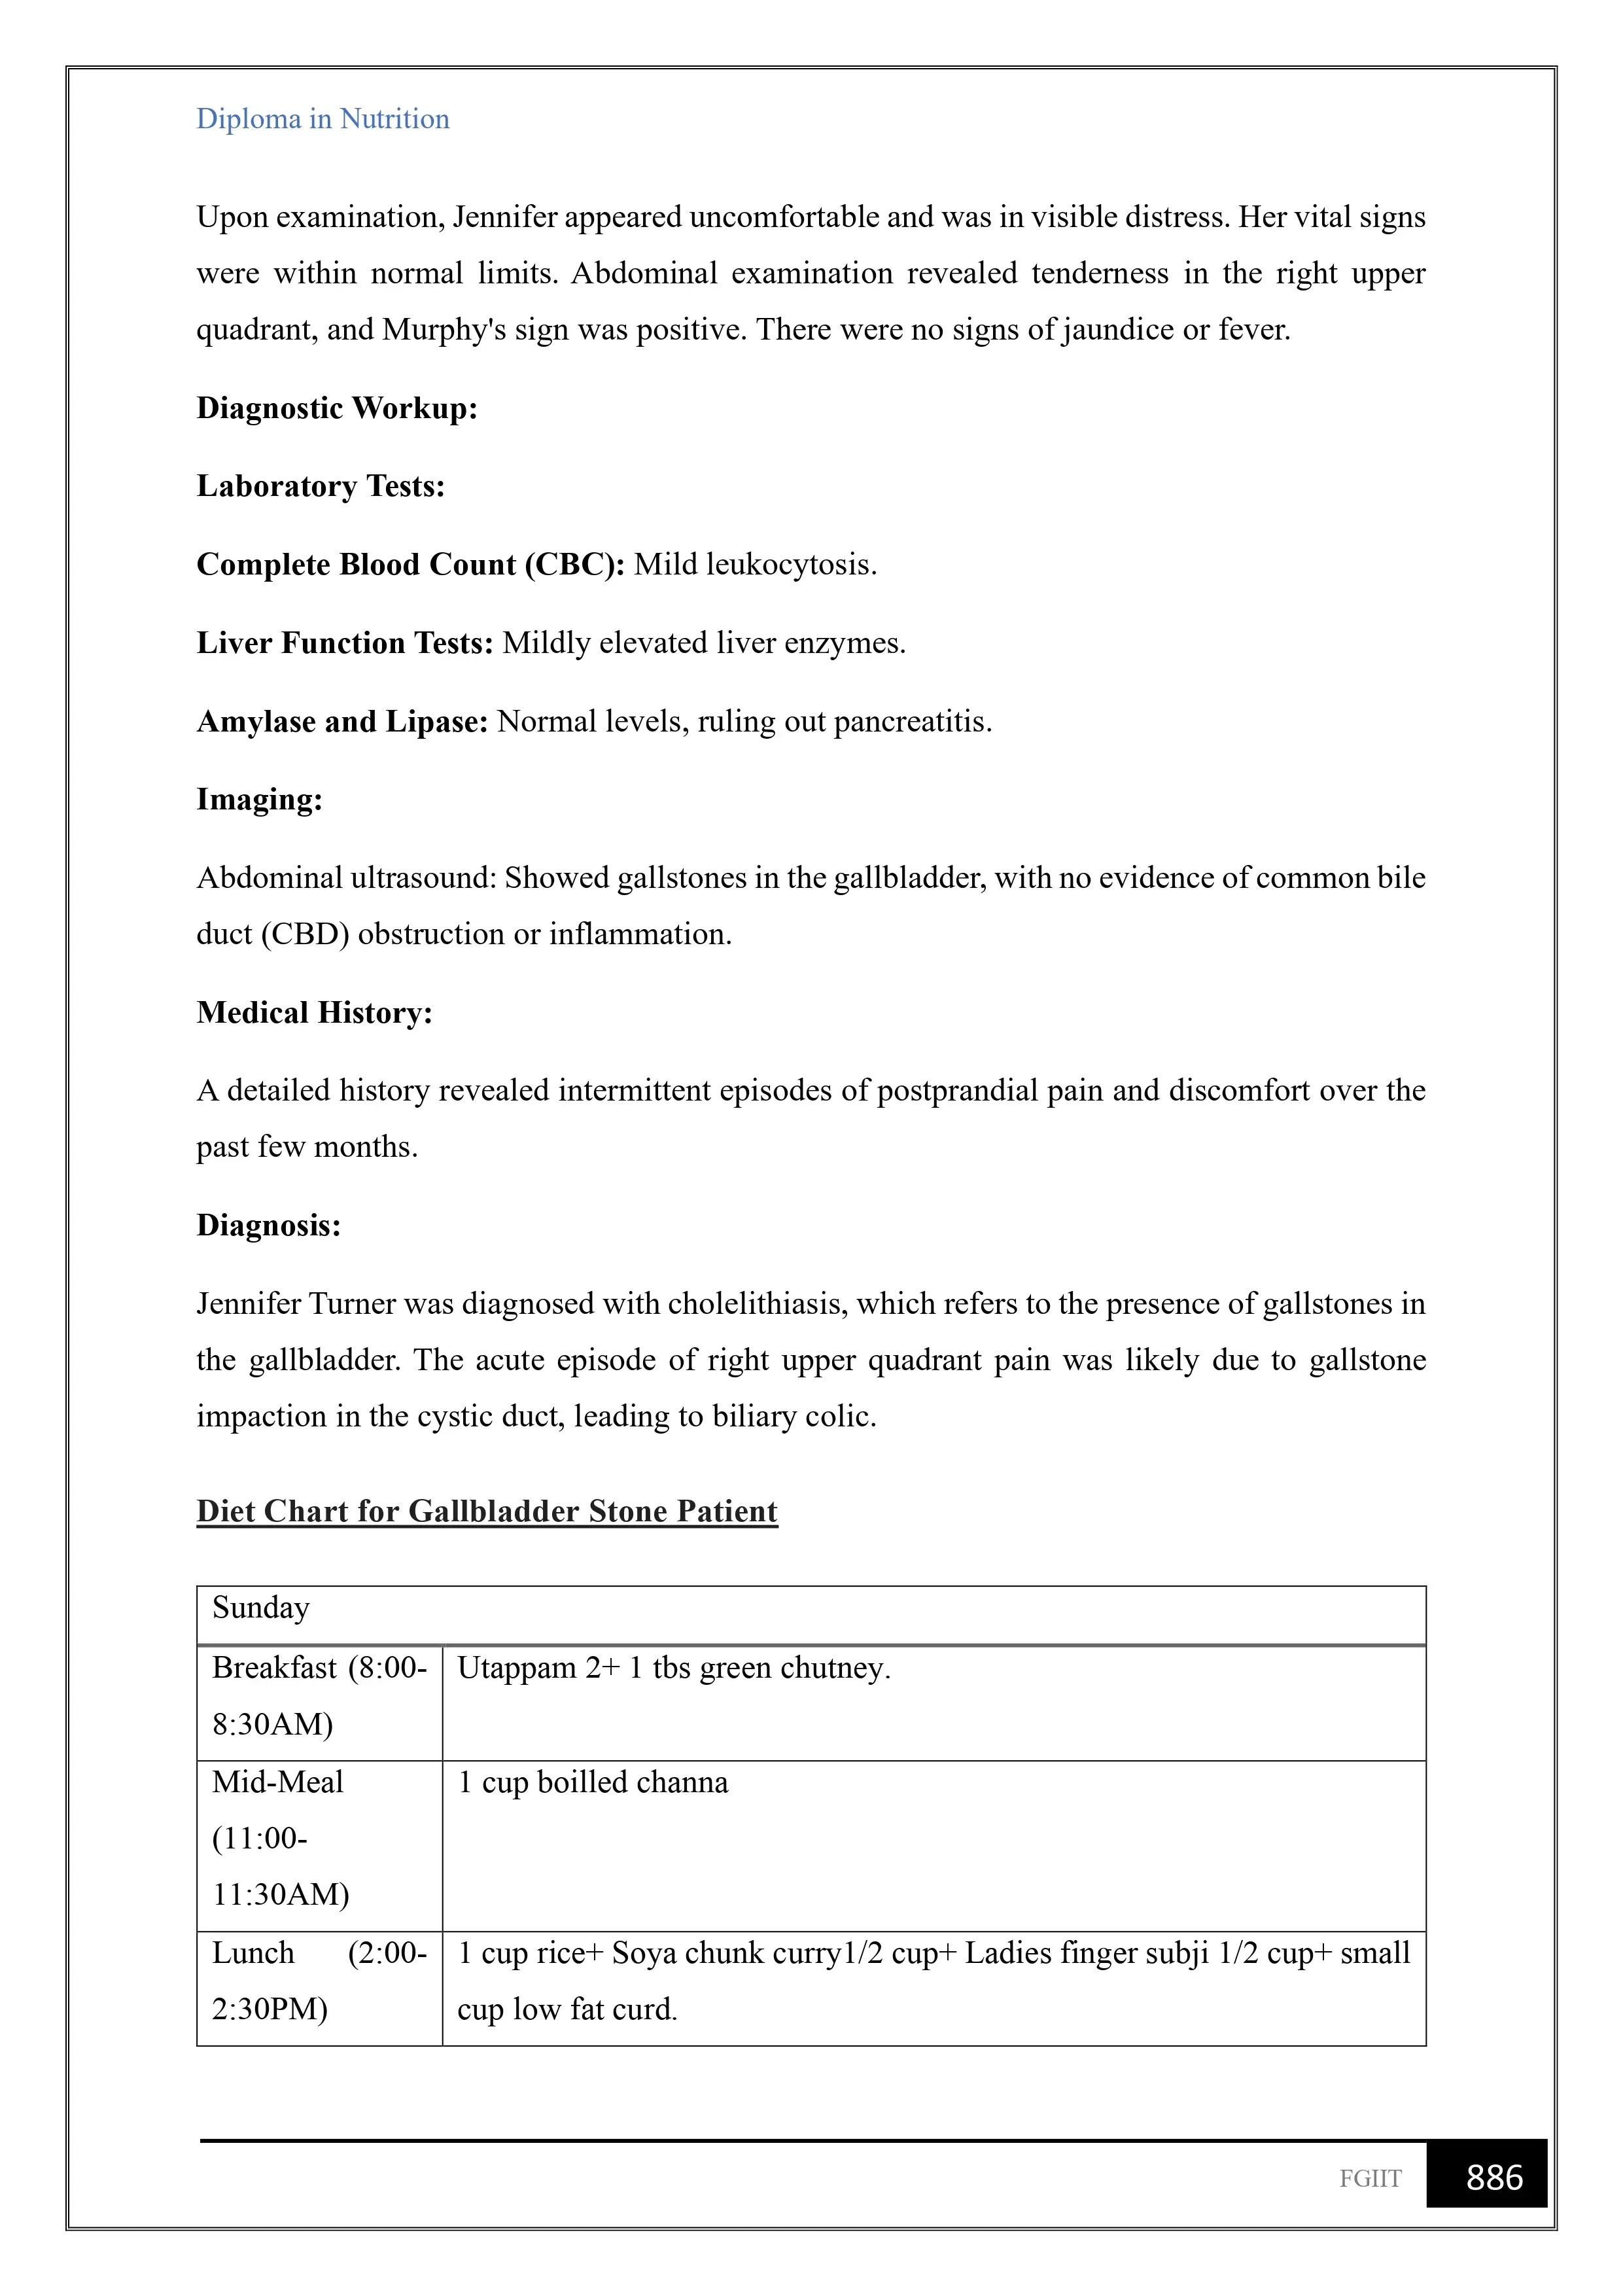 Diploma in Nutrition
Upon examination, Jennifer appeared uncomfortable and was in visible distress. Her vital signs
were within normal limits. Abdominal examination revealed tenderness in the right upper
quadrant, and Murphy's sign was positive. There were no signs of jaundice or fever.
Diagnostic Workup:
Laboratory Tests:
Complete Blood Count (CBC): Mild leukocytosis.
Liver Function Tests: Mildly elevated liver enzymes.
Amylase and Lipase: Normal levels, ruling out pancreatitis.
Imaging:
Abdominal ultrasound: Showed gallstones in the gallbladder, with no evidence of common bile
duct (CBD) obstruction or inflammation.
Medical History:
A detailed history revealed intermittent episodes of postprandial pain and discomfort over the
past few months.
Diagnosis:
Jennifer Turner was diagnosed with cholelithiasis, which refers to the presence of gallstones in
the gallbladder. The acute episode of right upper quadrant pain was likely due to gallstone
impaction in the cystic duct, leading to biliary colic.
Diet Chart for Gallbladder Stone Patient
Sunday
Breakfast (8:00-
8:30AM)
Utappam 2+ 1 tbs green chutney.
Mid-Meal
(11:00-
11:30AM)
1 cup boilled channa
Lunch (2:00-
2:30PM)
1 cup rice+ Soya chunk curry1/2 cup+ Ladies finger subji 1/2 cup+ small
cup low fat curd.
FGIIT 886